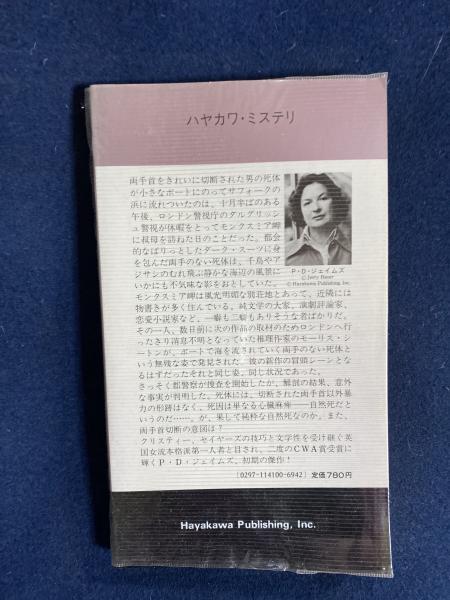 ハヤカワ・ミステリ
両手首をきれいに切断された男の死体
が小さなボートにのってサフォークの
浜に流れついたのは、十月半ばのある
午後、ロンドン警視庁のダルグリッシ
ュ警視が休暇をとってモンクスミア岬
に叔母を訪ねた日のことだった。都会
的なぱりっとしたダーク・スーツに身
を包んだ両手のない死体は、千鳥やア
ジサシのむれ飛ぶ静かな海辺の風景に
いかにも不気味な影をおとしていた。
モンクスミア岬は風光明媚な別荘地とあって、近隣には
物書きが多く住んでいる。純文学の大家、演劇評論家、
恋愛小説家など、一癖も二癖もありそうな者ばかりだ。
その一人、数日前に次の作品の取材のためロンドンへ行
ったきり消息不明となっていた推理作家のモーリス・シ
ートンが、ボートで海を流されていく両手のない死体と
いう無残な姿で発見された。彼の新作の冒頭シーンとな
るはずだったそれと同じ姿、同じ状況であった。
さっそく郡警察が捜査を開始したが、解剖の結果、意外
な事実が判明した。死体には、切断された両手首以外暴
力の形跡はなく、死因は単なる心臓麻痺――自然死だと
いうのだ……。が、果して純粋な自然死なのか。また、
両手首切断の意図は？
クリスティー、セイヤーズの技巧と文学性を受け継ぐ英
国女流本格派第一人者と目され、二度のCWA賞受賞に
輝くP・D・ジェイムズ、初期の傑作！
P・D・ジェイムズ
© Jerry Bauer
© Hayakawa Publishing, Inc.
[0297-114100-6942] 定価780円
Hayakawa Publishing, Inc.